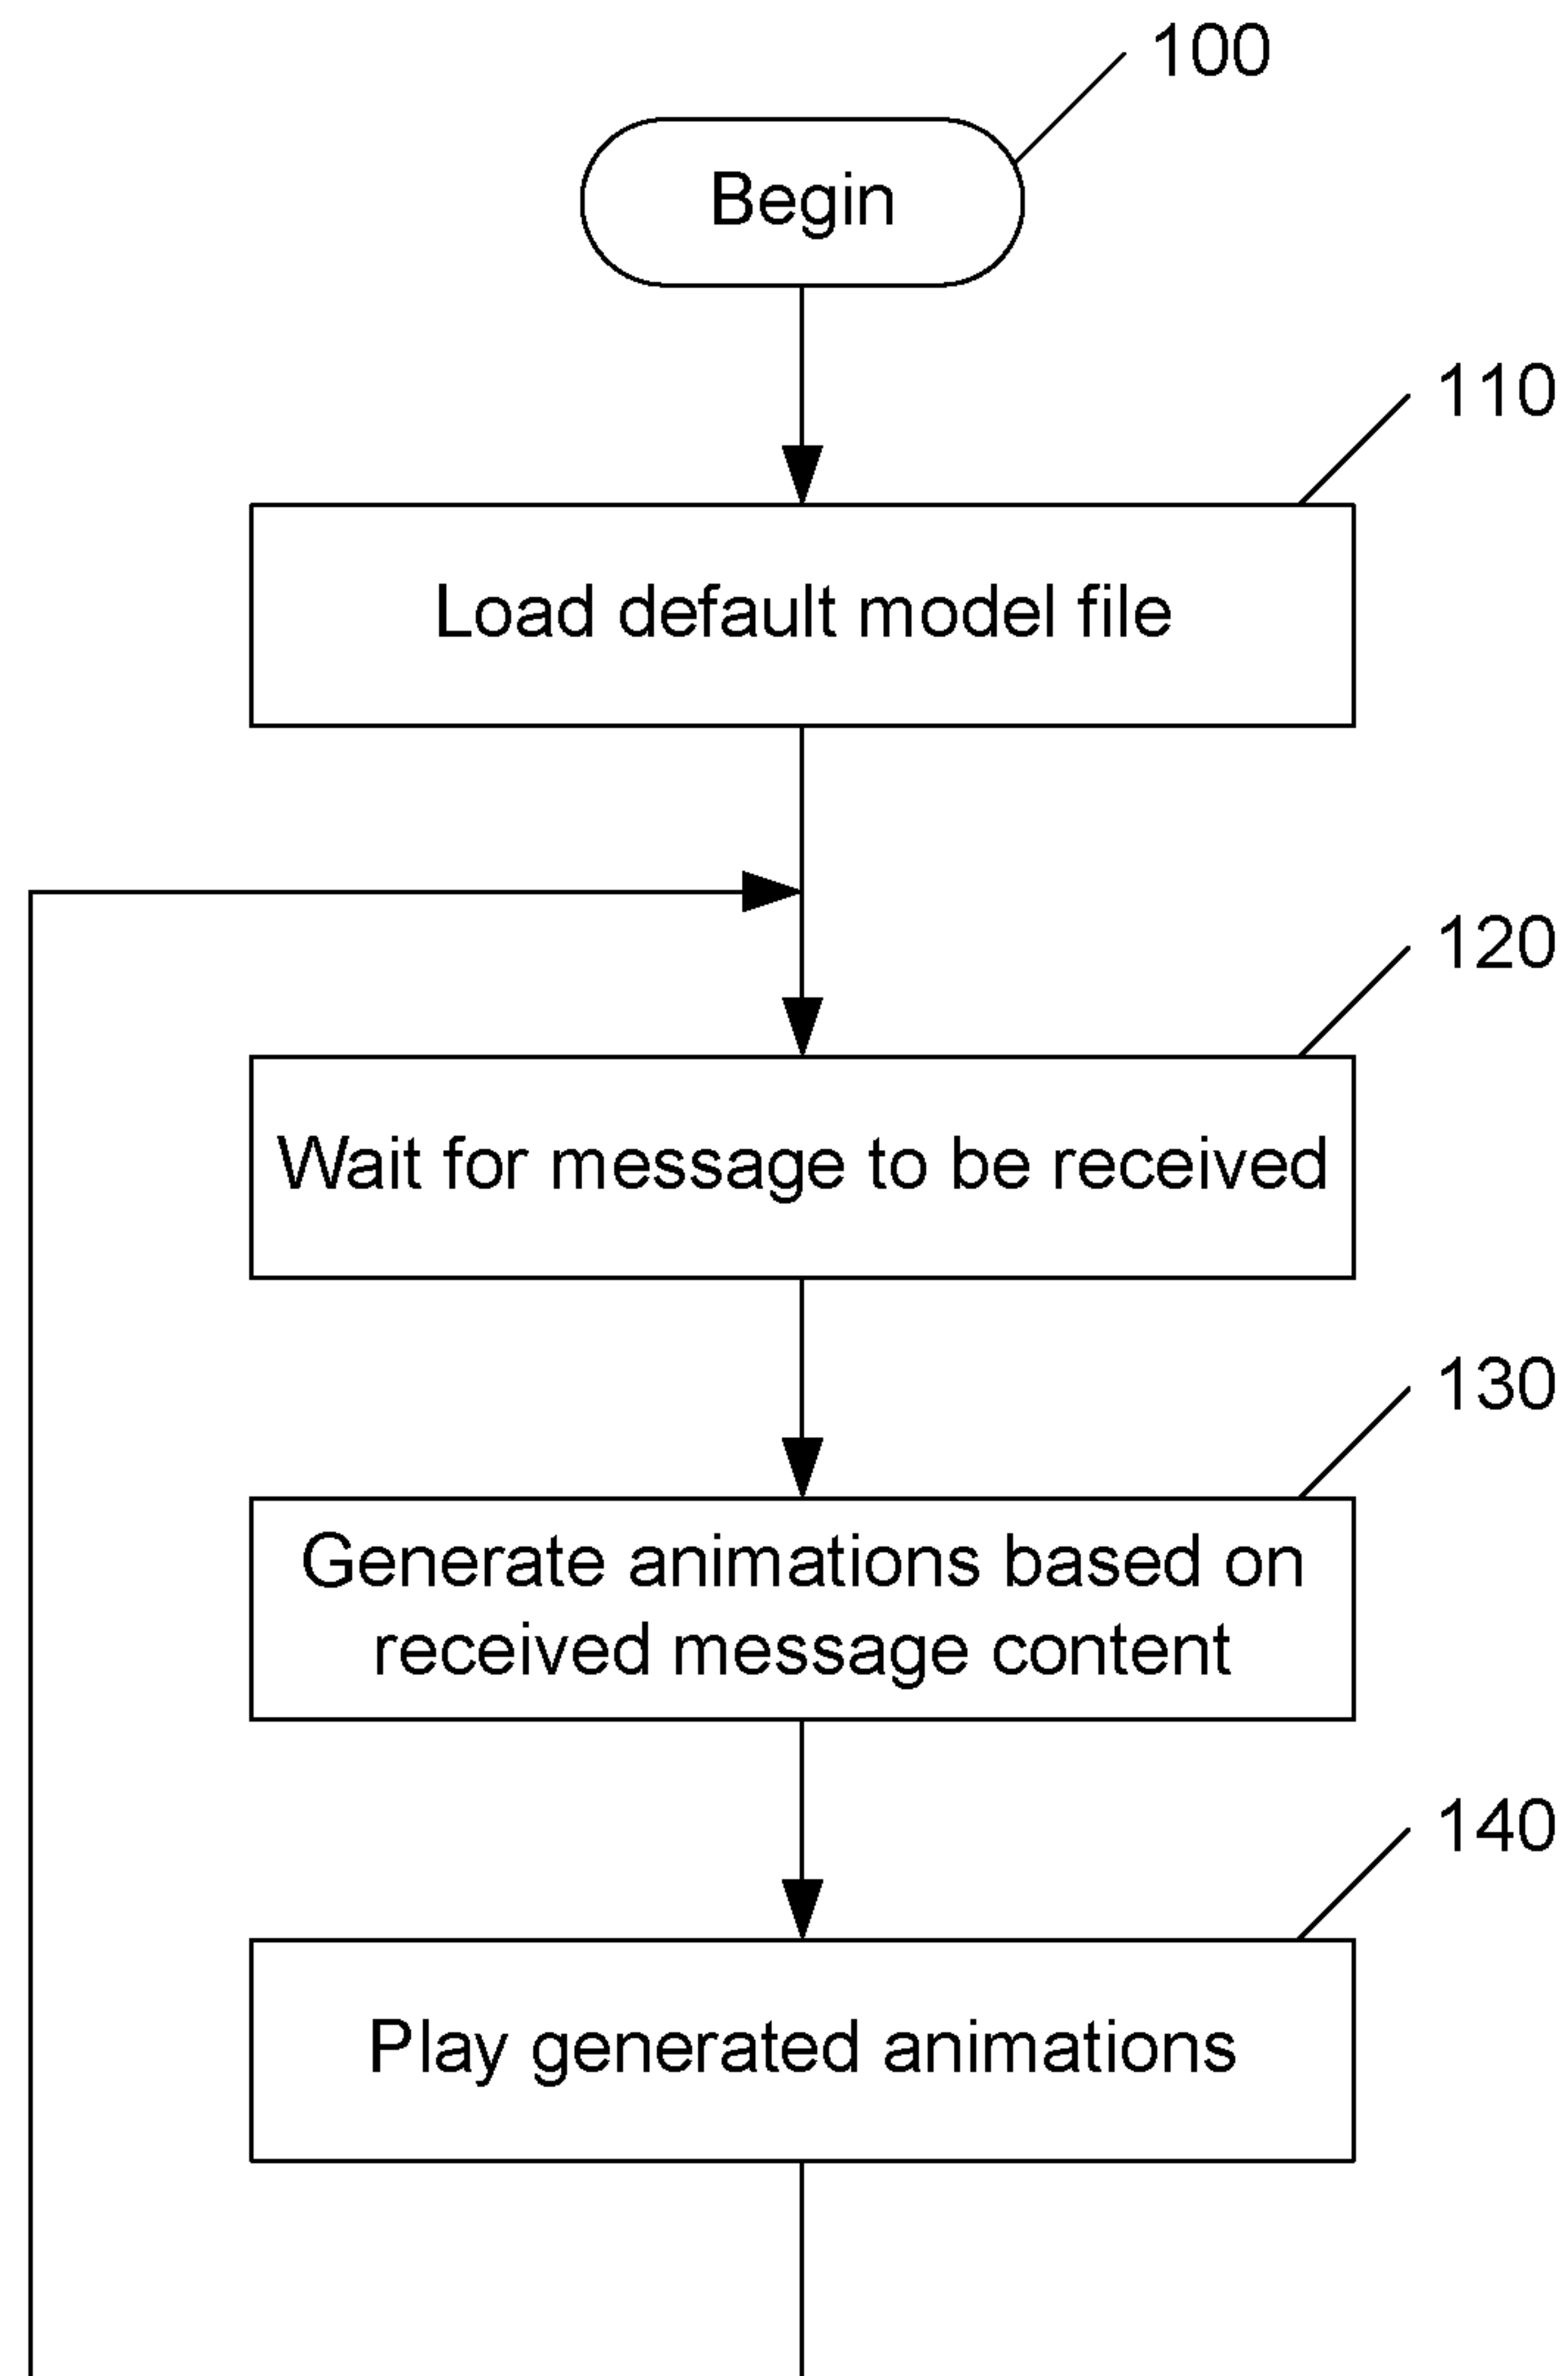 100
Begin
110
Load default model file
120
Wait for message to be received
130
Generate animations based on
received message content
140
Play generated animations